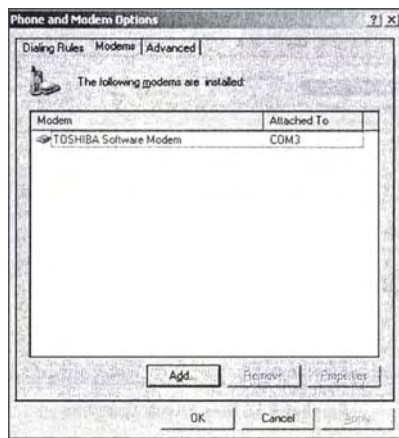 Phone and Modem Options ? X
Dialing Rules Modems Advanced
The following modems are installed:
Modem Attached To
TOSHIBA Software Modem COM3
Add... Remove Properties
OK Cancel Apply